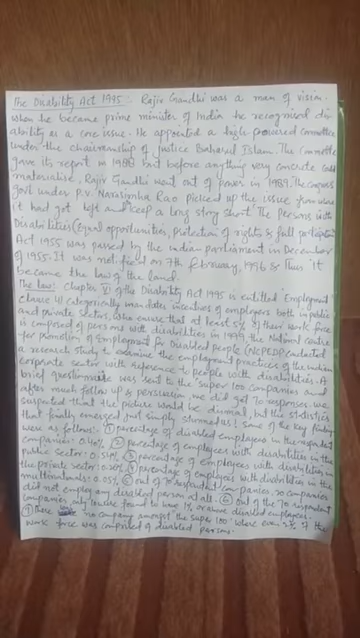 The Disability Act 1995: Rajiv Gandhi was a man of vision.
When he became prime minister of India he recognised dis-
ability as a core issue. He appointed a high powered committee
under the chairmanship of Justice Baharul Islam. The committee
gave its report in 1988 but before anything very concrete could
materialise, Rajiv Gandhi went out of power in 1989. The congress
govt under P.V. Narasimha Rao picked up the issue from where
it had got left and keep a long story short. The persons with
Disabilities (Equal opportunities, protection of rights & full participation
Act 1955 was passed by the Indian parliament in December
of 1955. It was notified on 7th February, 1996 & Thus it
became the law of the land.
The law: Chapter VI of the Disability Act 1995 is entitled 'Employment'
clause 41 categorically mandates incentives of employers both in public
and private sectors, to ensure that at least 5% of their work force
is composed of persons with disabilities in 1999, the National Centre
for promotion of Employment for Disabled People (NCPEDP) conducted
a research study to examine the employment practices of the Indian
corporate sector with reference to people with disabilities. A
brief questionnaire was sent to the 'super 100' companies and
after much follow up & persuasion, we did get 70 responses we
suspected that the picture would be dismal, but the statistics
that finally emerged just simply stunned us! Some of the key findings
were as follows: ① percentage of disabled employees in the respondent
companies: 0.40% ② percentage of employees with disabilities in the
public sector: 0.54% ③ percentage of employees with disabilities in
the private sector: 0.28% ④ percentage of employees with disabilities in the
multinationals: 0.05% ⑤ out of 70 respondent companies, 20 companies
did not employ any disabled person at all. ⑥ out of the 70 respondent
companies, only were found to have 1% or above disabled employees.
⑦ there no company amongst the 'super 100' where even 2% of the
work force was comprised of disabled persons.